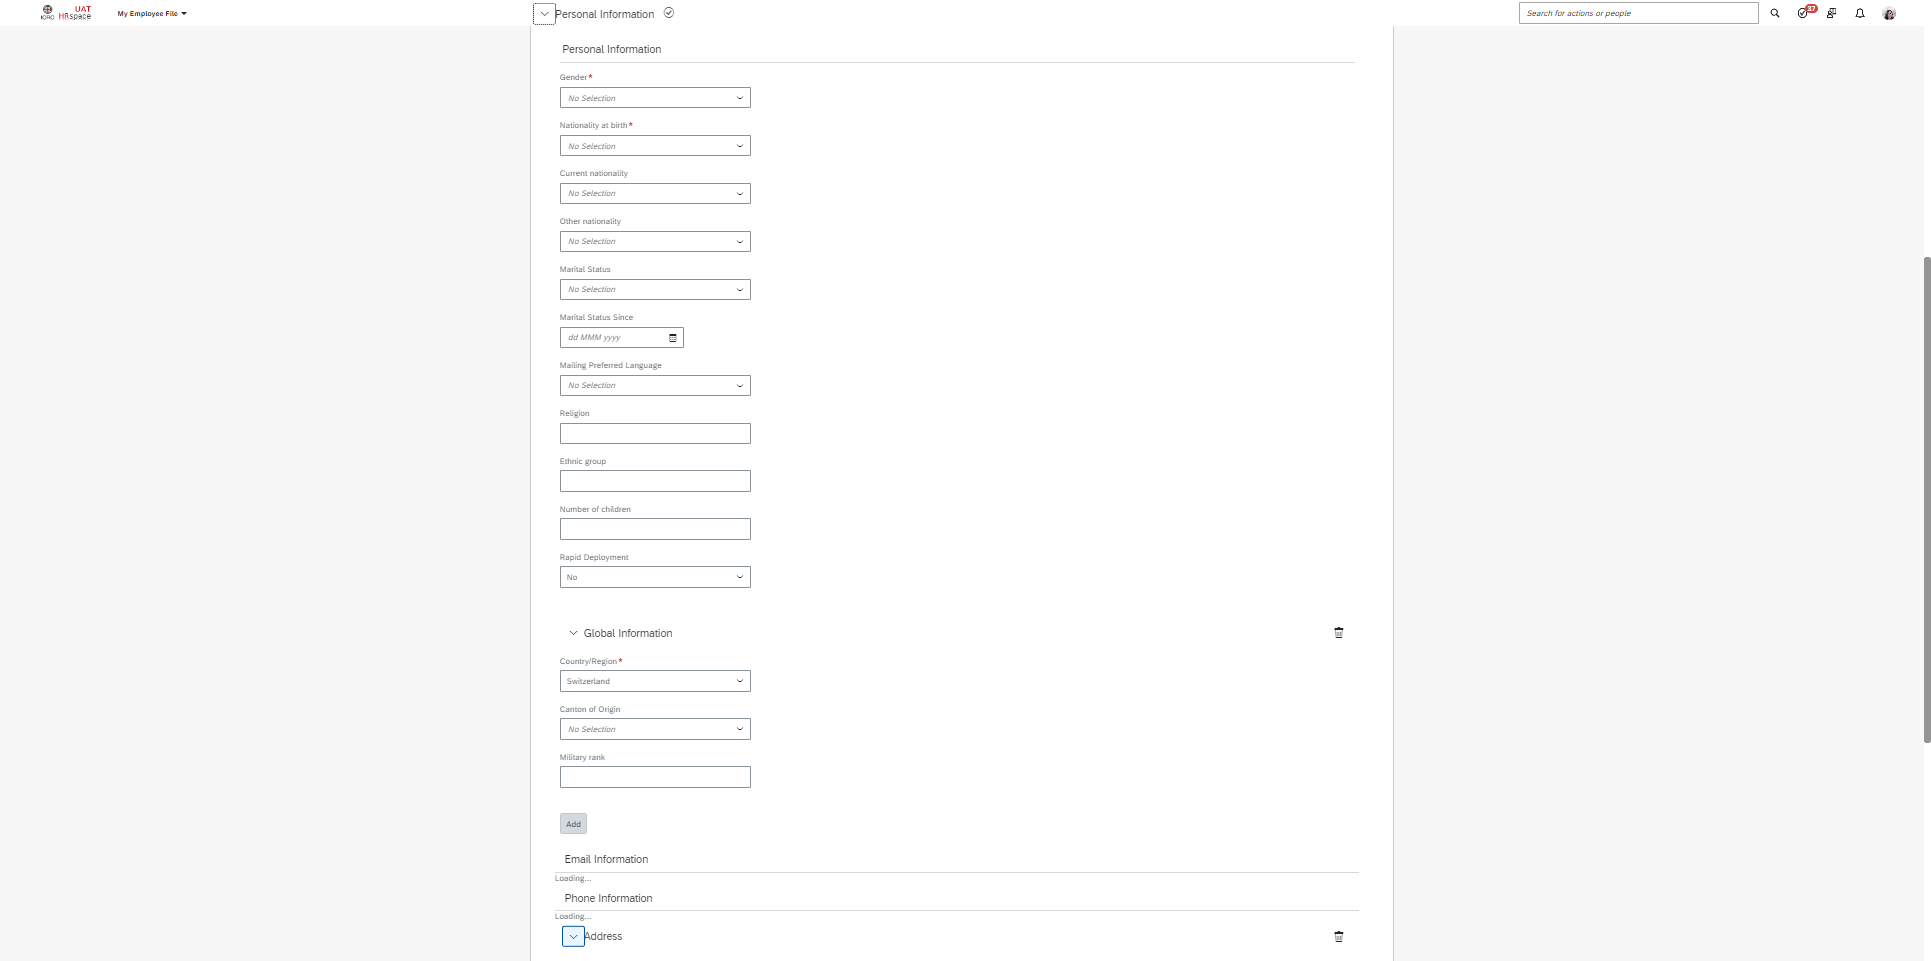 ICRC
UAT
HRspace
My Employee File
Personal Information
Search for actions or people
37
Personal Information
Gender*
No Selection
Nationality at birth*
No Selection
Current nationality
No Selection
Other nationality
No Selection
Marital Status
No Selection
Marital Status Since
dd MMM yyyy
Mailing Preferred Language
No Selection
Religion
Ethnic group
Number of children
Rapid Deployment
No
Global Information
Country/Region*
Switzerland
Canton of Origin
No Selection
Military rank
Add
Email Information
Loading...
Phone Information
Loading...
Address